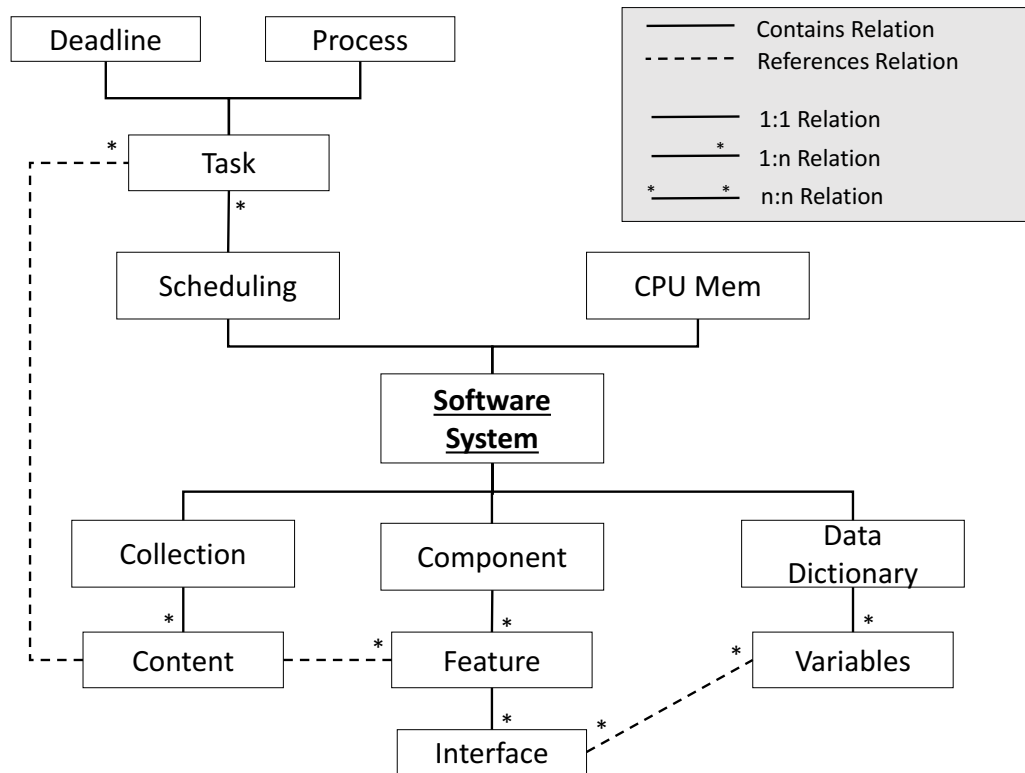 Deadline
Process
Contains Relation
References Relation
1:1 Relation
*
1:n Relation
* *
n:n Relation
*
Task
*
Scheduling
CPU Mem
Software
System
Collection
Component
Data
Dictionary
*
*
*
Content
*
Feature
*
Variables
*
*
Interface